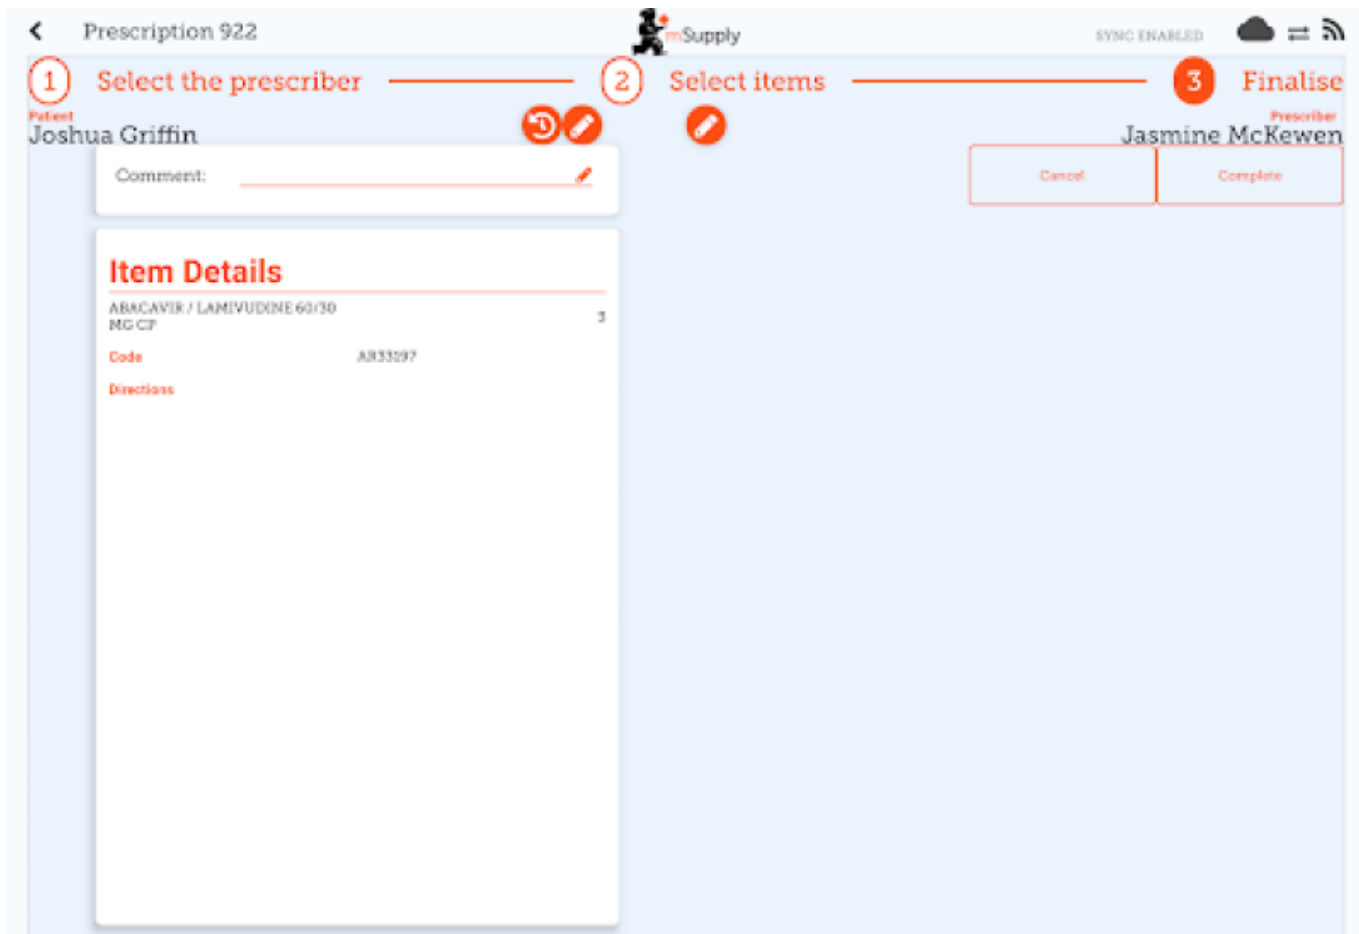 Prescription 922
mSupply
SYNC ENABLED
1 Select the prescriber
2 Select items
3 Finalise
Patient
Joshua Griffin
Prescriber
Jasmine McKewen
Comment:
Cancel
Complete
Item Details
ABACAVIR / LAMIVUDINE 60/30
MG CP
3
Code
AB33197
Directions